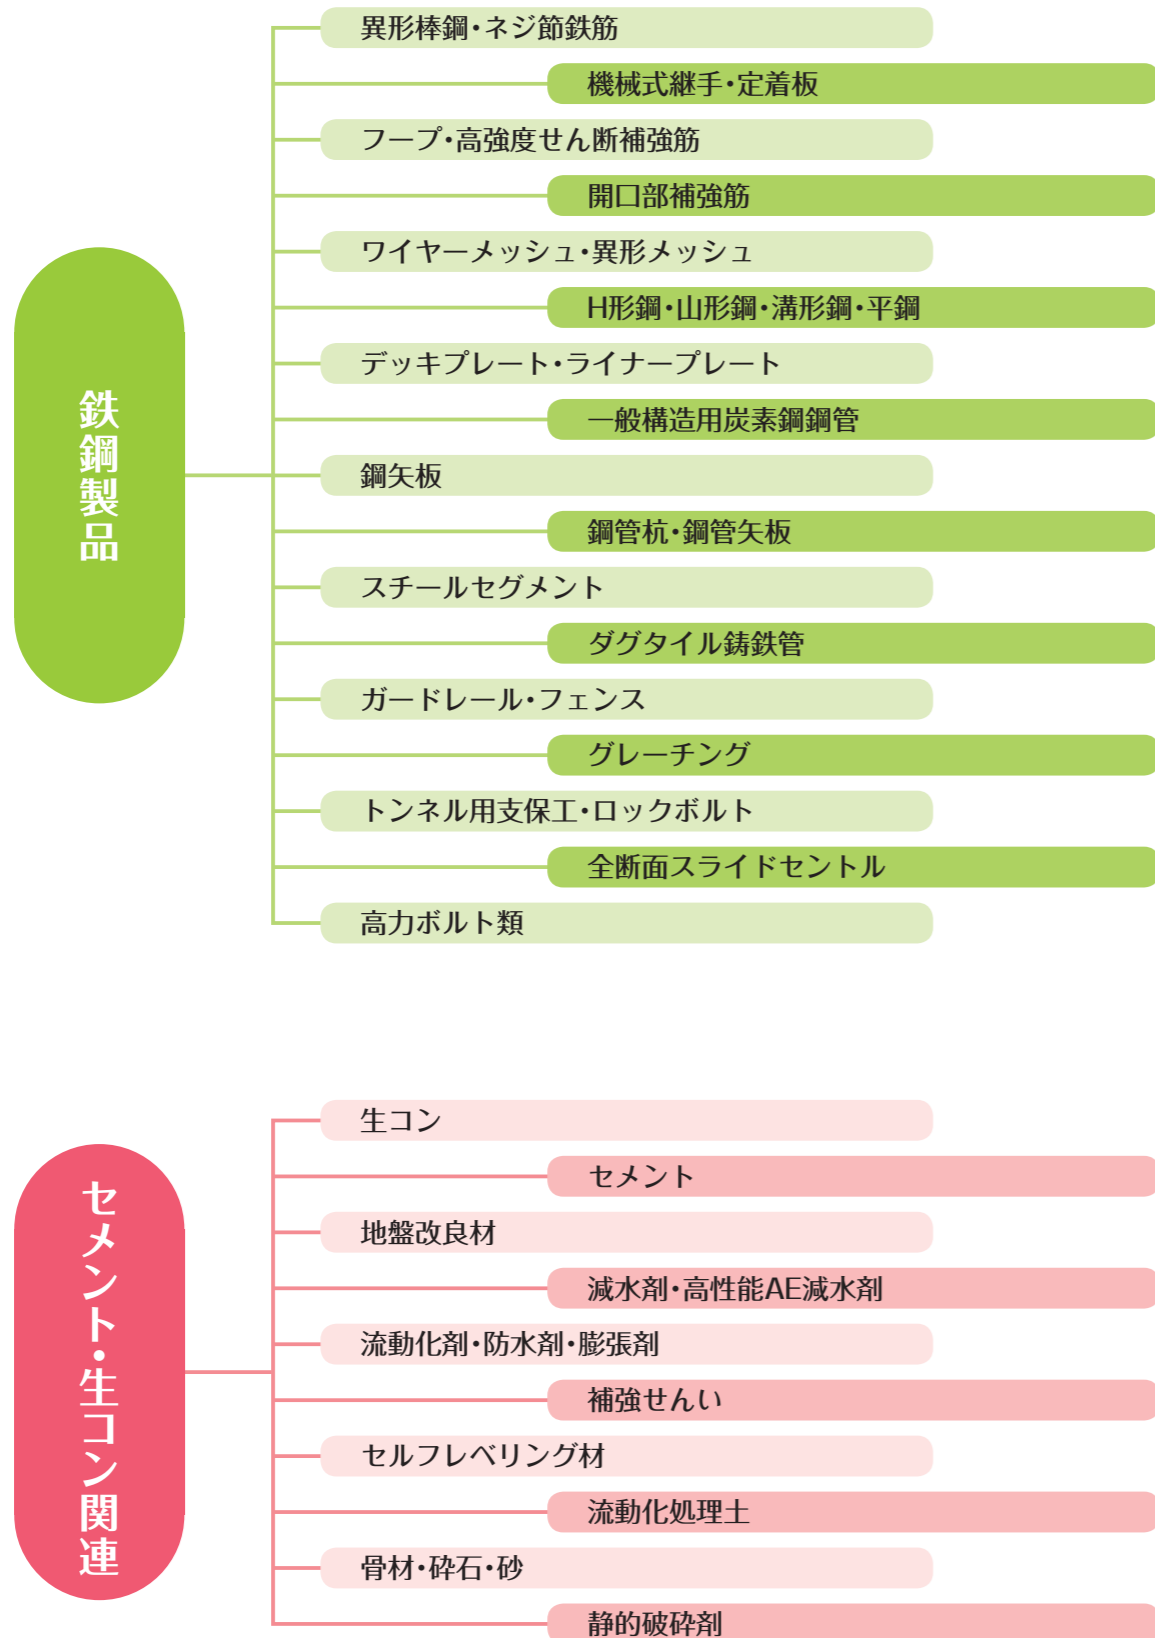 鉄鋼製品
異形棒鋼・ネジ節鉄筋
機械式継手・定着板
フープ・高強度せん断補強筋
開口部補強筋
ワイヤーメッシュ・異形メッシュ
H形鋼・山形鋼・溝形鋼・平鋼
デッキプレート・ライナープレート
一般構造用炭素鋼鋼管
鋼矢板
鋼管杭・鋼管矢板
スチールセグメント
ダグタイル鋳鉄管
ガードレール・フェンス
グレーチング
トンネル用支保工・ロックボルト
全断面スライドセントル
高力ボルト類
セメント・生コン関連
生コン
セメント
地盤改良材
減水剤・高性能AE減水剤
流動化剤・防水剤・膨張剤
補強せんい
セルフレベリング材
流動化処理土
骨材・砕石・砂
静的破砕剤